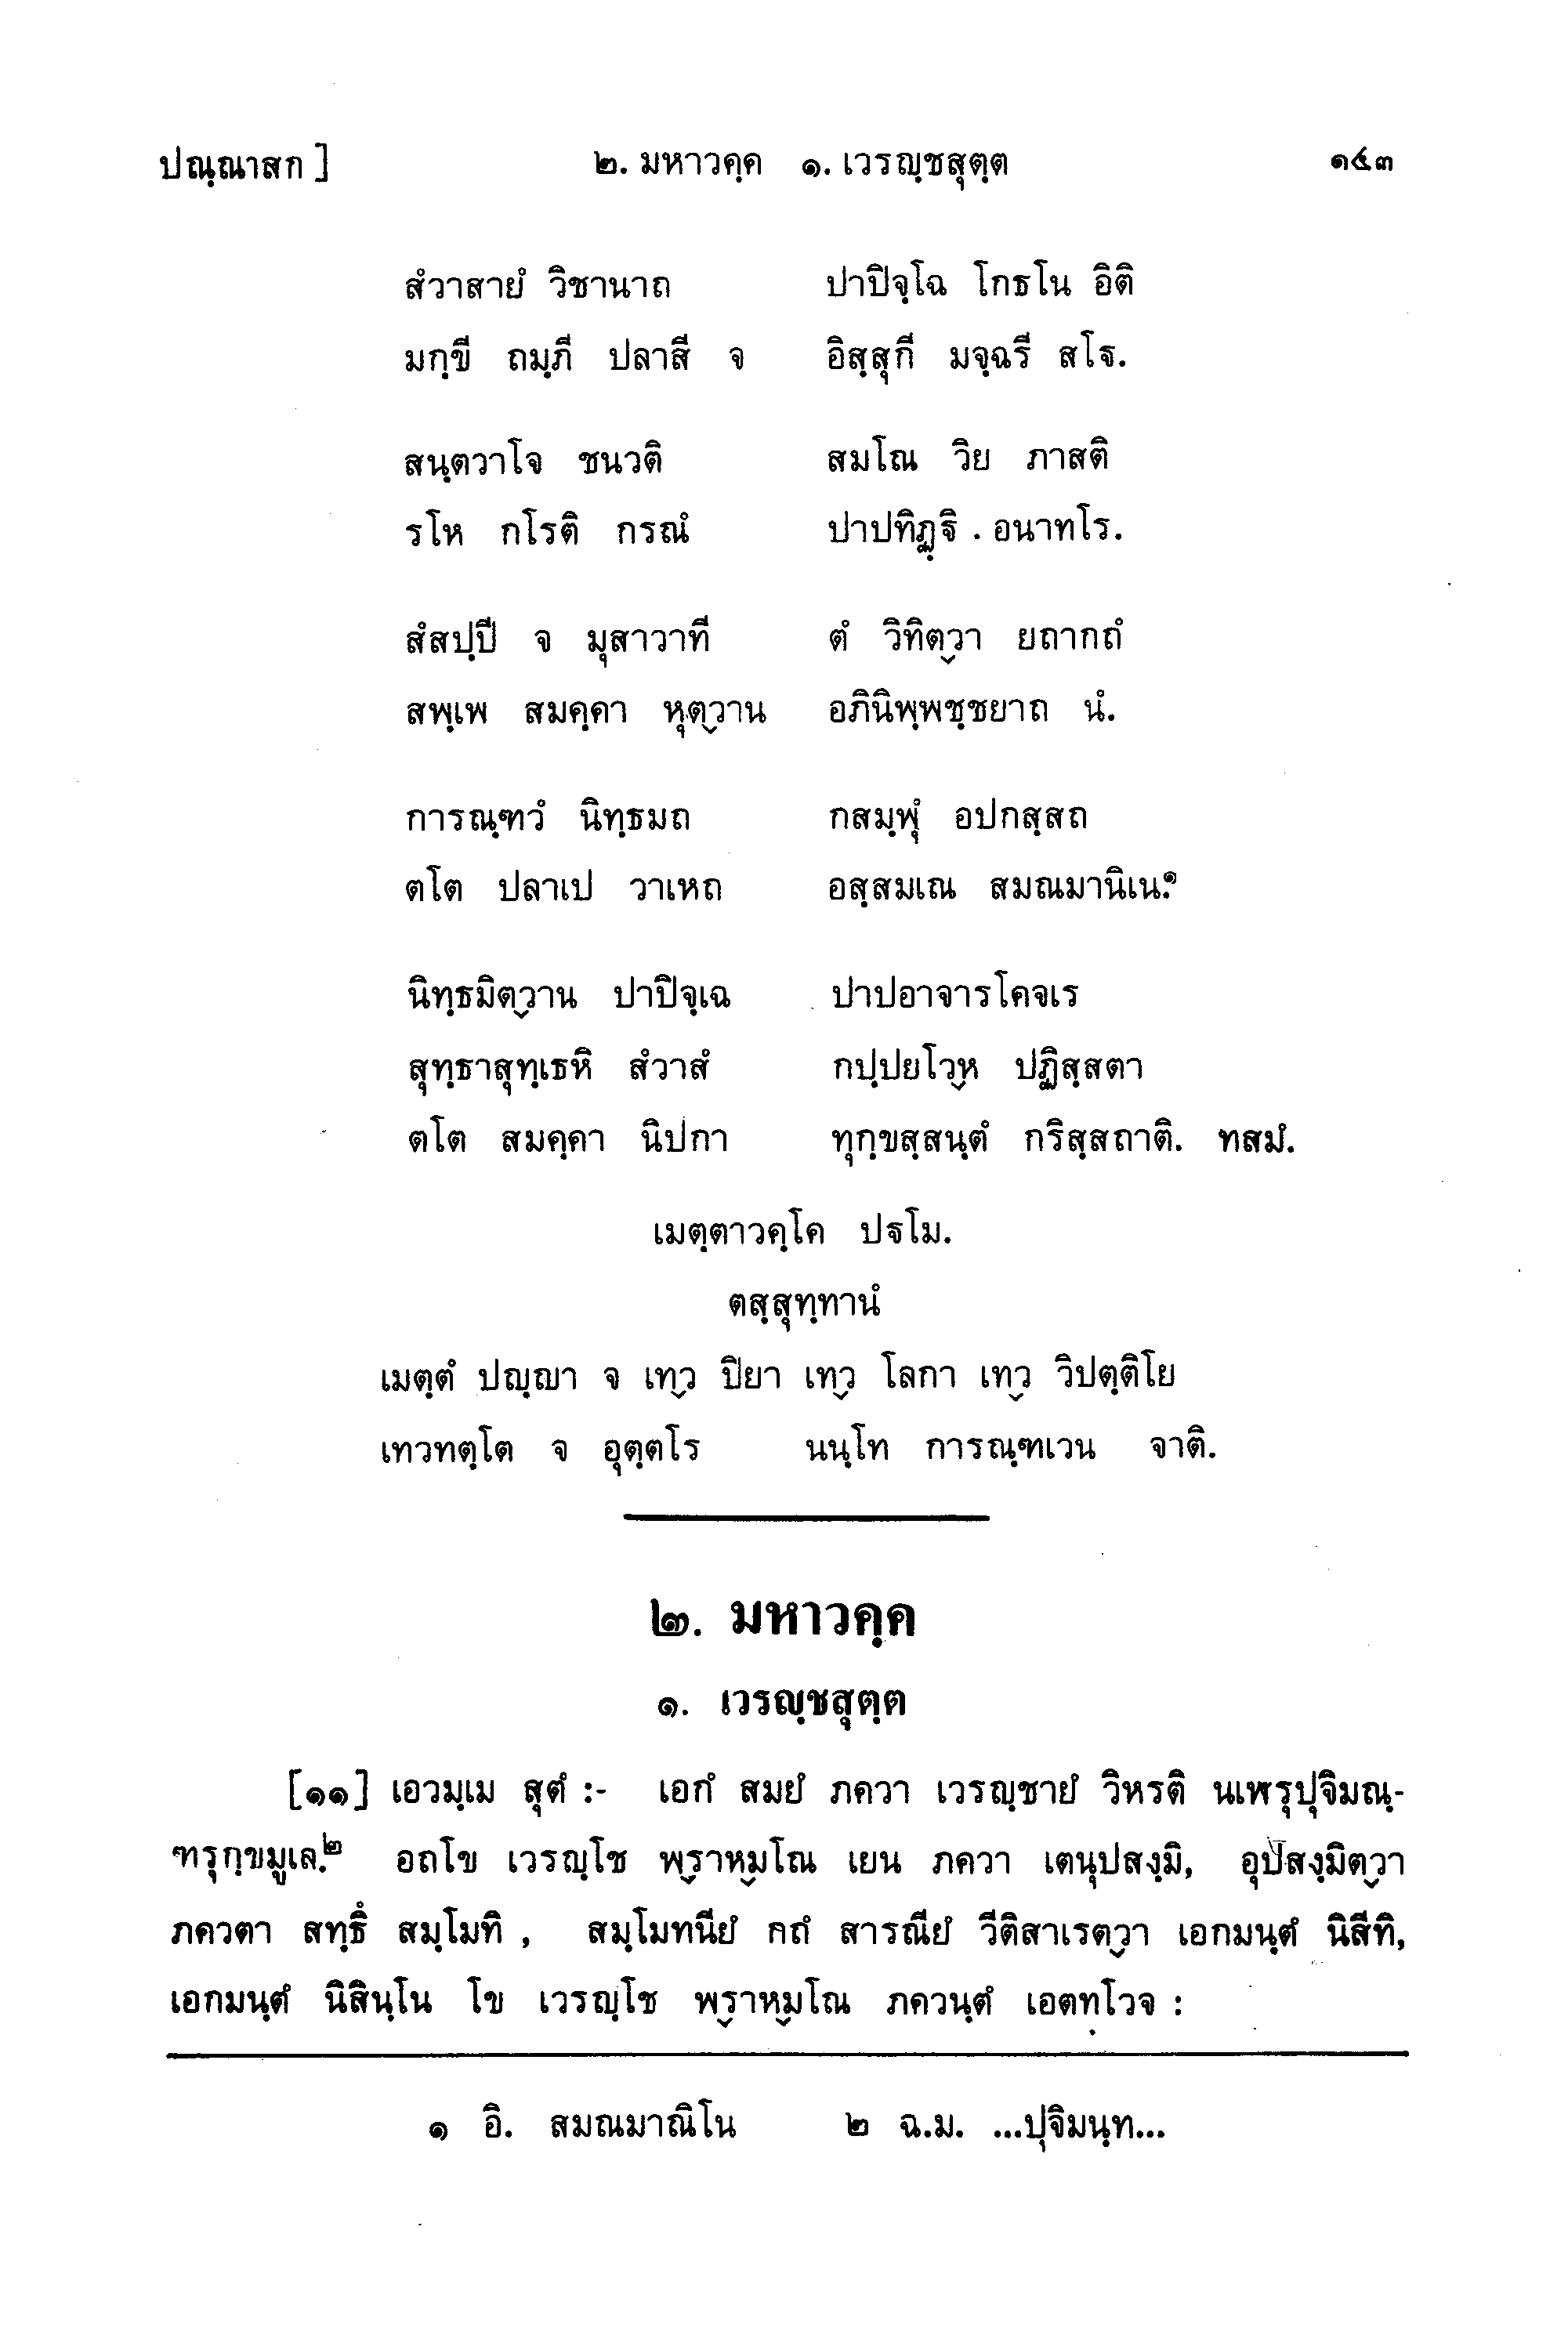 ปณฺณาสก ] ๒. มหาวคฺค ๑. เวรญฺชสุตฺต ๑๔๓
สํวาสายํ วิชานาถ ปาปิจฺโฉ โกธโน อิติ
มกฺขี ถมฺภี ปลาสี จ อิสฺสุกี มจฺฉรี สโฐ.
สนฺตวาโจ ชนวติ สมโณ วิย ภาสติ
รโห กโรติ กรณํ ปาปทิฏฺฐิ . อนาทโร.
สํสปฺปี จ มุสาวาที ตํ วิทิตฺวา ยถากถํ
สพฺเพ สมคฺคา หุตฺวาน อภินิพฺพชฺชยาถ นํ.
การณฺฑวํ นิทฺธมถ กสมฺพุํ อปกสฺสถ
ตโต ปลาเป วาเหถ อสฺสมเณ สมณมานิเน.๑
นิทฺธมิตฺวาน ปาปิจฺเฉ ปาปอาจารโคจเร
สุทฺธาสุทฺเธหิ สํวาสํ กปฺปยโวฺห ปฏิสฺสตา
ตโต สมคฺคา นิปกา ทุกฺขสฺสนฺตํ กริสฺสถาติ. ทสมํ.
เมตฺตาวคฺโค ปฐโม.
ตสฺสุทฺทานํ
เมตฺตํ ปญฺญา จ เทฺว ปิยา เทฺว โลกา เทฺว วิปตฺติโย
เทวทตฺโต จ อุตฺตโร นนฺโท การณฺฑเวน จาติ.
๒. มหาวคฺค
๑. เวรญฺชสุตฺต
[๑๑] เอวมฺเม สุตํ :- เอกํ สมยํ ภควา เวรญฺชายํ วิหรติ นเฬรุปุจิมณฺ-
ฑรุกฺขมูเล.๒ อถโข เวรญฺโช พฺราหฺมโณ เยน ภควา เตนุปสงฺมิ, อุปสงฺมิตฺวา
ภควตา สทฺธึ สมฺโมทิ , สมฺโมทนียํ กถํ สารณียํ วีติสาเรตฺวา เอกมนฺตํ นิสีทิ,
เอกมนฺตํ นิสินฺโน โข เวรญฺโช พฺราหฺมโณ ภควนฺตํ เอตทโวจ :
๑ อิ. สมณมาณิโน ๒ ฉ.ม. ...ปุจิมนฺท...